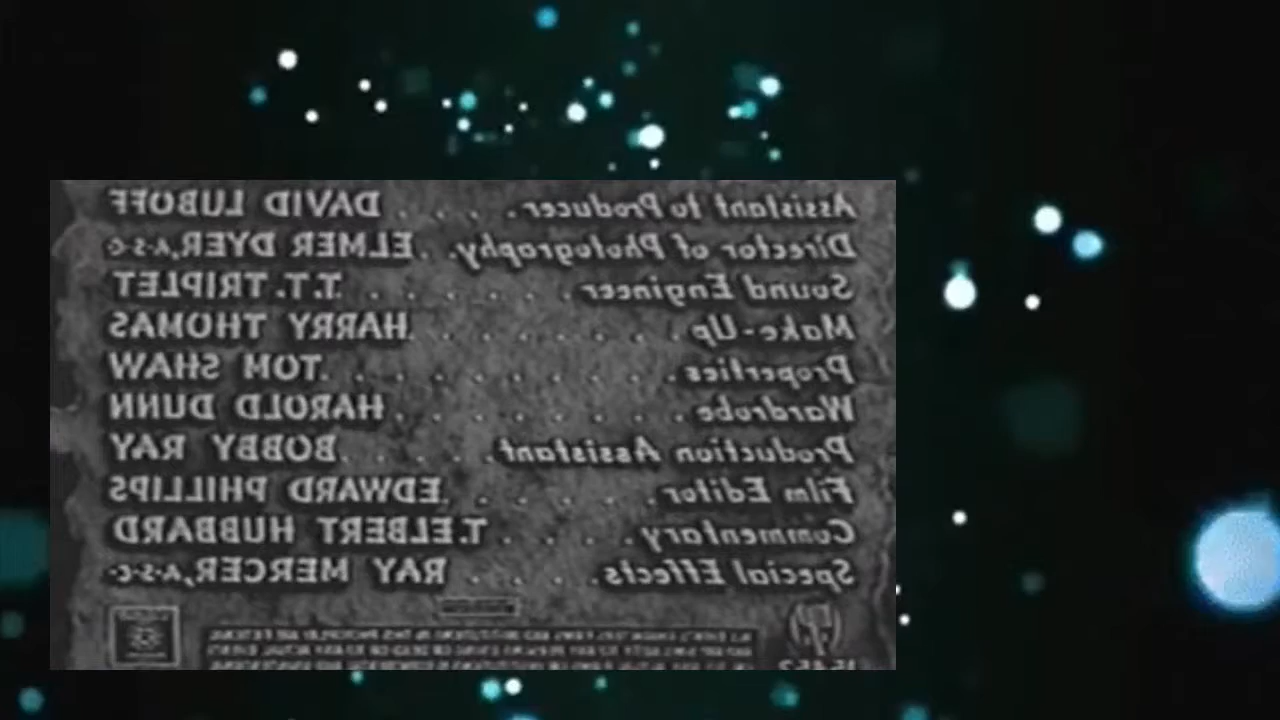 Assistant to Producer. . . . . DAVID LUBOFF
Director of Photography. . ELMER DYER, A·S·C·
Sound Engineer . . . . . . . T.T. TRIPLET
Make-Up. . . . . . . . HARRY THOMAS
Properties. . . . . . . . . . TOM SHAW
Wardrobe . . . . . . . . HAROLD DUNN
Production Assistant . . . . . BOBBY RAY
Film Editor . . . . . . EDWARD PHILLIPS
Commentary. . . . . T. ELBERT HUBBARD
Special Effects. . . . . RAY MERCER, A·S·C·